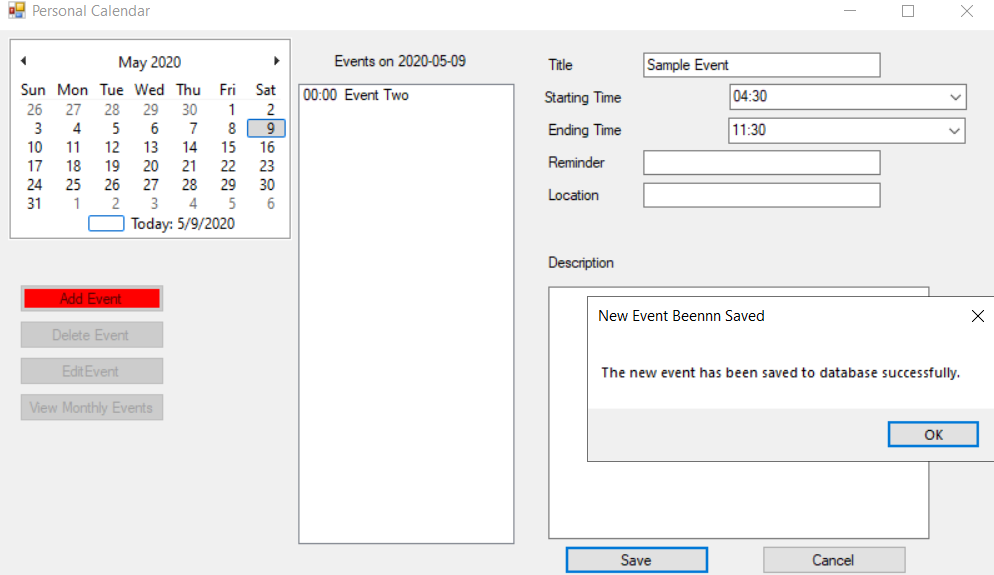 Personal Calendar
May 2020
Sun Mon Tue Wed Thu Fri Sat
26 27 28 29 30 1 2
3 4 5 6 7 8 9
10 11 12 13 14 15 16
17 18 19 20 21 22 23
24 25 26 27 28 29 30
31 1 2 3 4 5 6
Today: 5/9/2020
Add Event
Delete Event
EditEvent
View Monthly Events
Events on 2020-05-09
00:00 Event Two
Title Sample Event
Starting Time 04:30
Ending Time 11:30
Reminder
Location
Description
New Event Beennn Saved
The new event has been saved to database successfully.
OK
Save Cancel